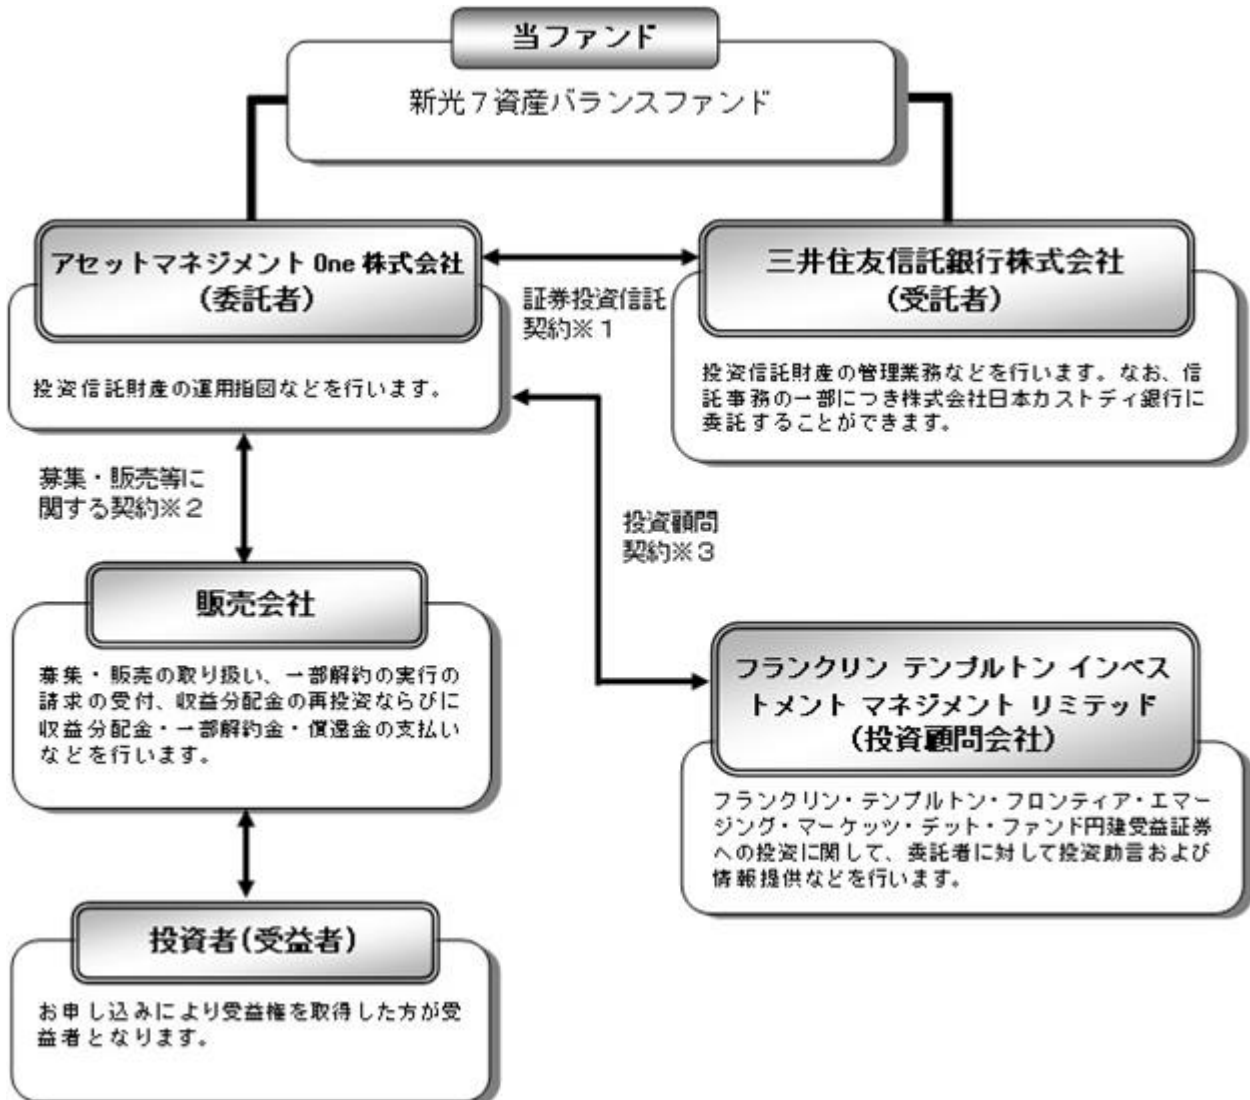 当ファンド
新光７資産バランスファンド
アセットマネジメント One 株式会社
（委託者）
投資信託財産の運用指図などを行います。
証券投資信託
契約※１
三井住友信託銀行株式会社
（受託者）
投資信託財産の管理業務などを行います。なお、信
託事務の一部につき株式会社日本カストディ銀行に
委託することができます。
募集・販売等に
関する契約※２
投資顧問
契約※３
販売会社
募集・販売の取り扱い、一部解約の実行の
請求の受付、収益分配金の再投資ならびに
収益分配金・一部解約金・償還金の支払い
などを行います。
フランクリン テンプルトン インベス
トメント マネジメント リミテッド
（投資顧問会社）
フランクリン・テンプルトン・フロンティア・エマー
ジング・マーケッツ・デット・ファンド円建受益証券
への投資に関して、委託者に対して投資助言および
情報提供などを行います。
投資者（受益者）
お申し込みにより受益権を取得した方が受
益者となります。